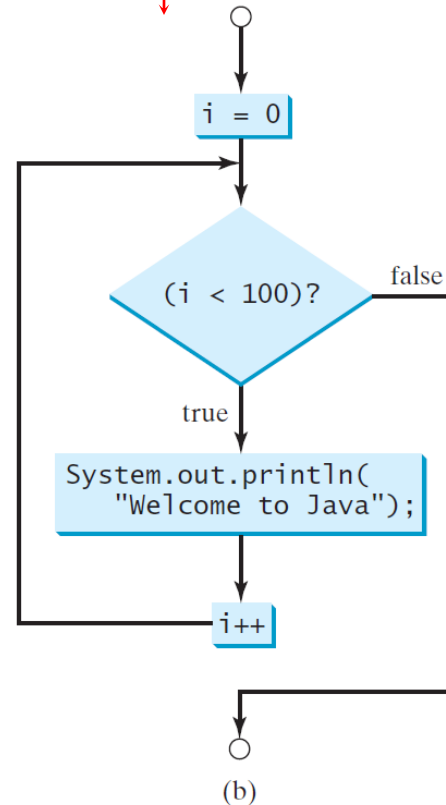 i = 0
(i < 100)?
false
true
System.out.println(
"Welcome to Java");
i++
(b)